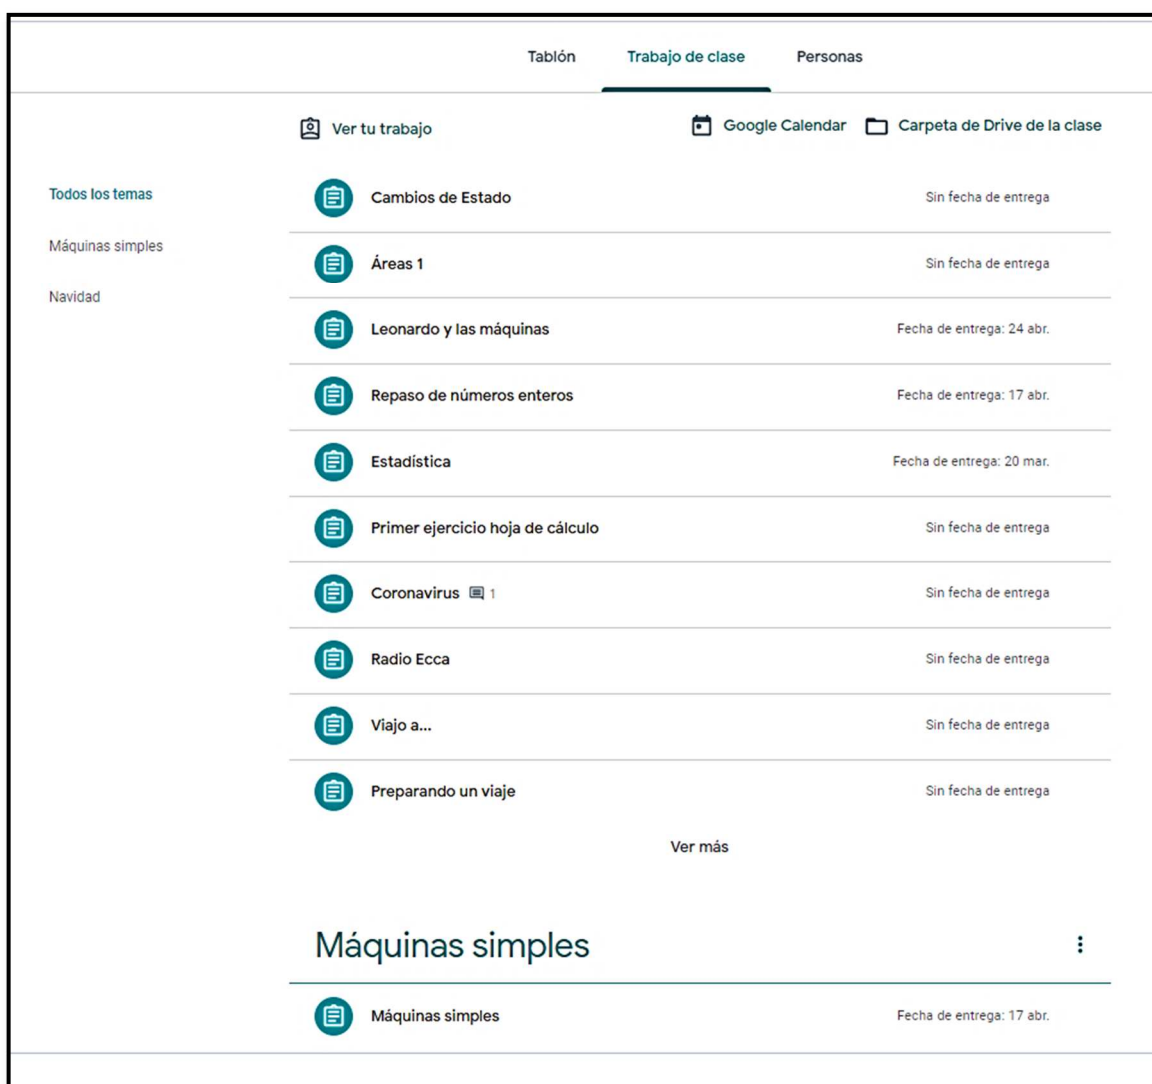 Tablón Trabajo de clase Personas
Ver tu trabajo Google Calendar Carpeta de Drive de la clase
Todos los temas
Máquinas simples
Navidad
Cambios de Estado Sin fecha de entrega
Áreas 1 Sin fecha de entrega
Leonardo y las máquinas Fecha de entrega: 24 abr.
Repaso de números enteros Fecha de entrega: 17 abr.
Estadística Fecha de entrega: 20 mar.
Primer ejercicio hoja de cálculo Sin fecha de entrega
Coronavirus 1 Sin fecha de entrega
Radio Ecca Sin fecha de entrega
Viajo a... Sin fecha de entrega
Preparando un viaje Sin fecha de entrega
Ver más
Máquinas simples
Máquinas simples Fecha de entrega: 17 abr.